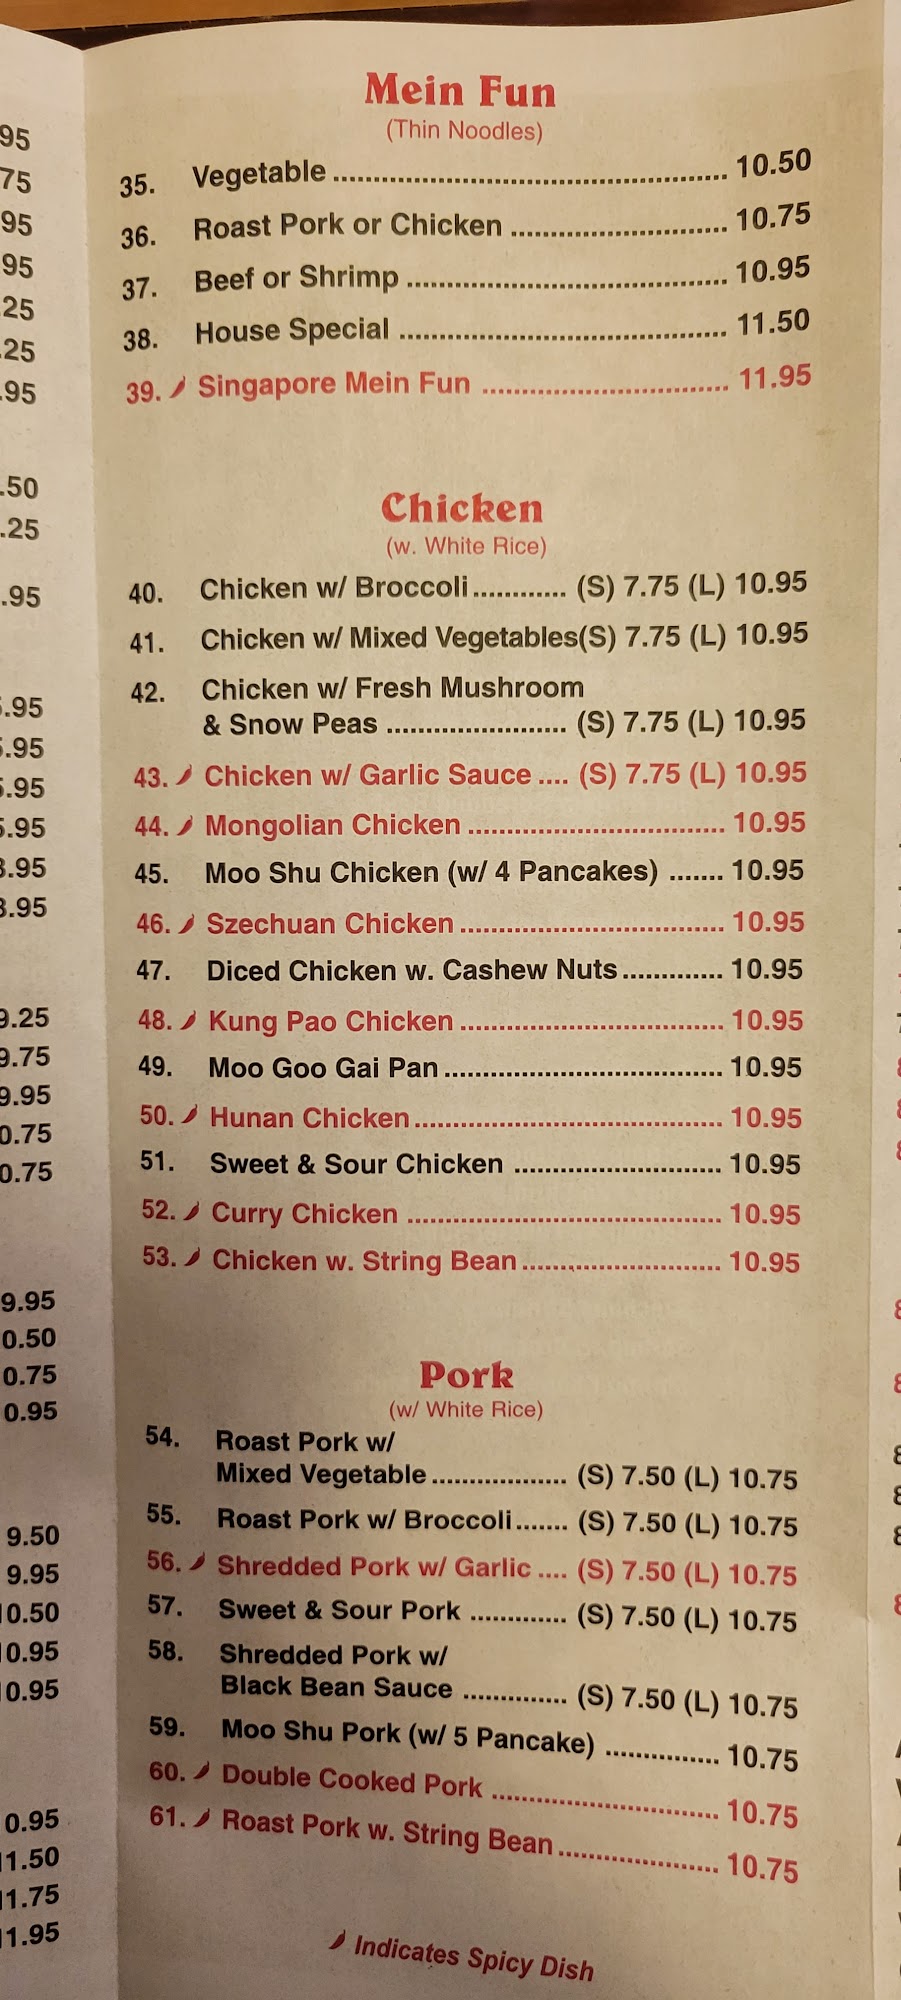 Mein Fun
(Thin Noodles)
35. Vegetable ................................................ 10.50
36. Roast Pork or Chicken ........................... 10.75
37. Beef or Shrimp ........................................ 10.95
38. House Special ......................................... 11.50
39. Singapore Mein Fun ............................... 11.95
Chicken
(w. White Rice)
40. Chicken w/ Broccoli............ (S) 7.75 (L) 10.95
41. Chicken w/ Mixed Vegetables(S) 7.75 (L) 10.95
42. Chicken w/ Fresh Mushroom
& Snow Peas ....................... (S) 7.75 (L) 10.95
43. Chicken w/ Garlic Sauce .... (S) 7.75 (L) 10.95
44. Mongolian Chicken ................................. 10.95
45. Moo Shu Chicken (w/ 4 Pancakes) ....... 10.95
46. Szechuan Chicken .................................. 10.95
47. Diced Chicken w. Cashew Nuts ............. 10.95
48. Kung Pao Chicken .................................. 10.95
49. Moo Goo Gai Pan .................................... 10.95
50. Hunan Chicken ........................................ 10.95
51. Sweet & Sour Chicken ........................... 10.95
52. Curry Chicken ......................................... 10.95
53. Chicken w. String Bean .......................... 10.95
Pork
(w/ White Rice)
54. Roast Pork w/
Mixed Vegetable .................. (S) 7.50 (L) 10.75
55. Roast Pork w/ Broccoli ....... (S) 7.50 (L) 10.75
56. Shredded Pork w/ Garlic .... (S) 7.50 (L) 10.75
57. Sweet & Sour Pork ............. (S) 7.50 (L) 10.75
58. Shredded Pork w/
Black Bean Sauce .............. (S) 7.50 (L) 10.75
59. Moo Shu Pork (w/ 5 Pancake) ............... 10.75
60. Double Cooked Pork .............................. 10.75
61. Roast Pork w. String Bean ..................... 10.75
Indicates Spicy Dish